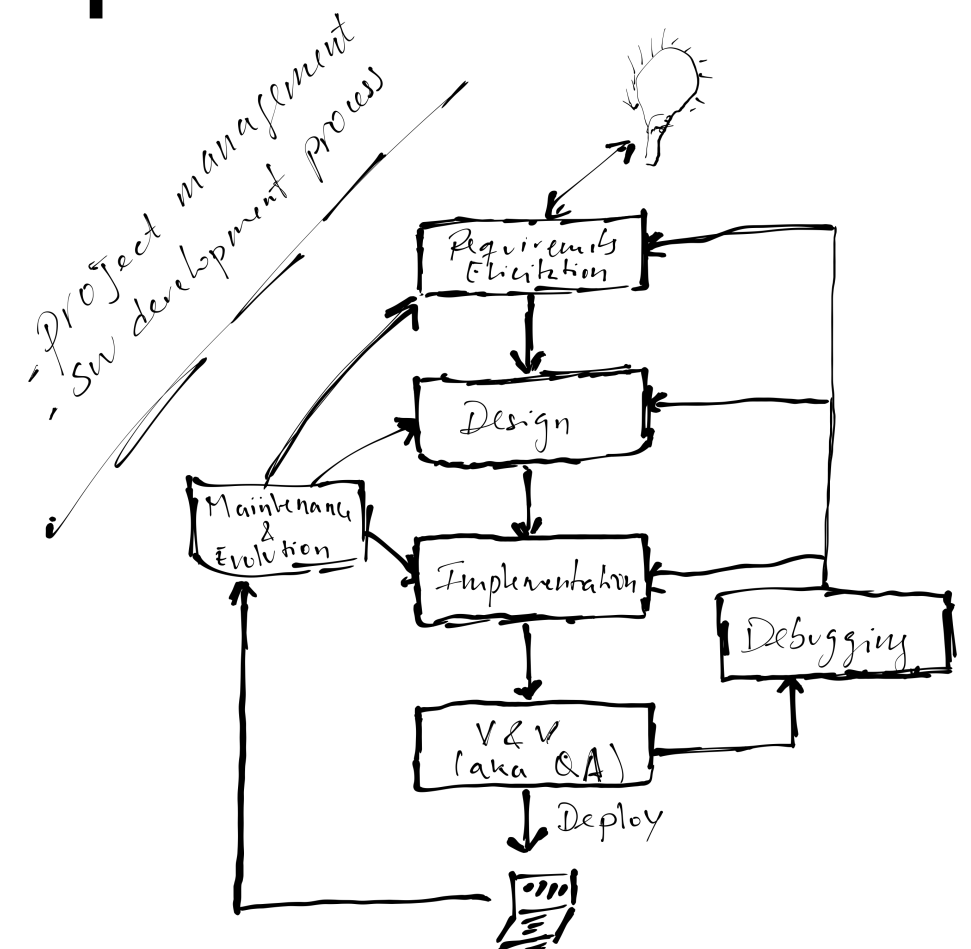 - Project management
- SW development process
Requirements
Elicitation
Design
Maintenance
&
Evolution
Implementation
Debugging
V & V
(aka QA)
Deploy